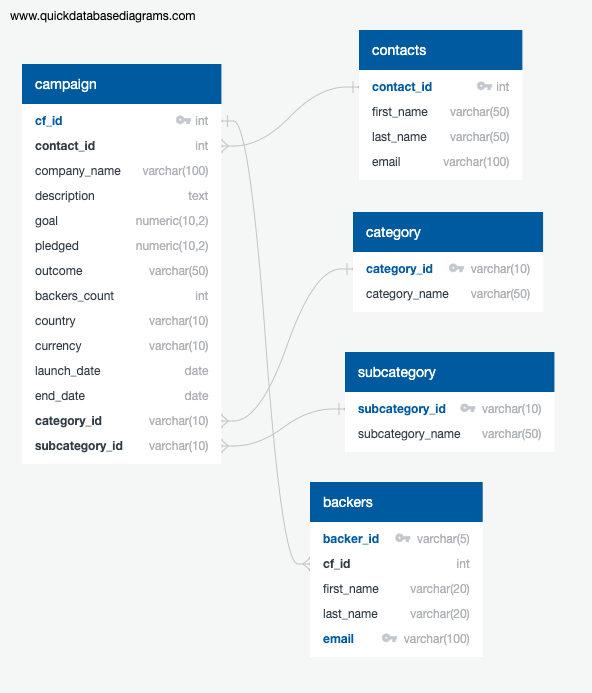 www.quickdatabasediagrams.com
campaign
cf_id int
contact_id int
company_name varchar(100)
description text
goal numeric(10,2)
pledged numeric(10,2)
outcome varchar(50)
backers_count int
country varchar(10)
currency varchar(10)
launch_date date
end_date date
category_id varchar(10)
subcategory_id varchar(10)
contacts
contact_id int
first_name varchar(50)
last_name varchar(50)
email varchar(100)
category
category_id varchar(10)
category_name varchar(50)
subcategory
subcategory_id varchar(10)
subcategory_name varchar(50)
backers
backer_id varchar(5)
cf_id int
first_name varchar(20)
last_name varchar(20)
email varchar(100)